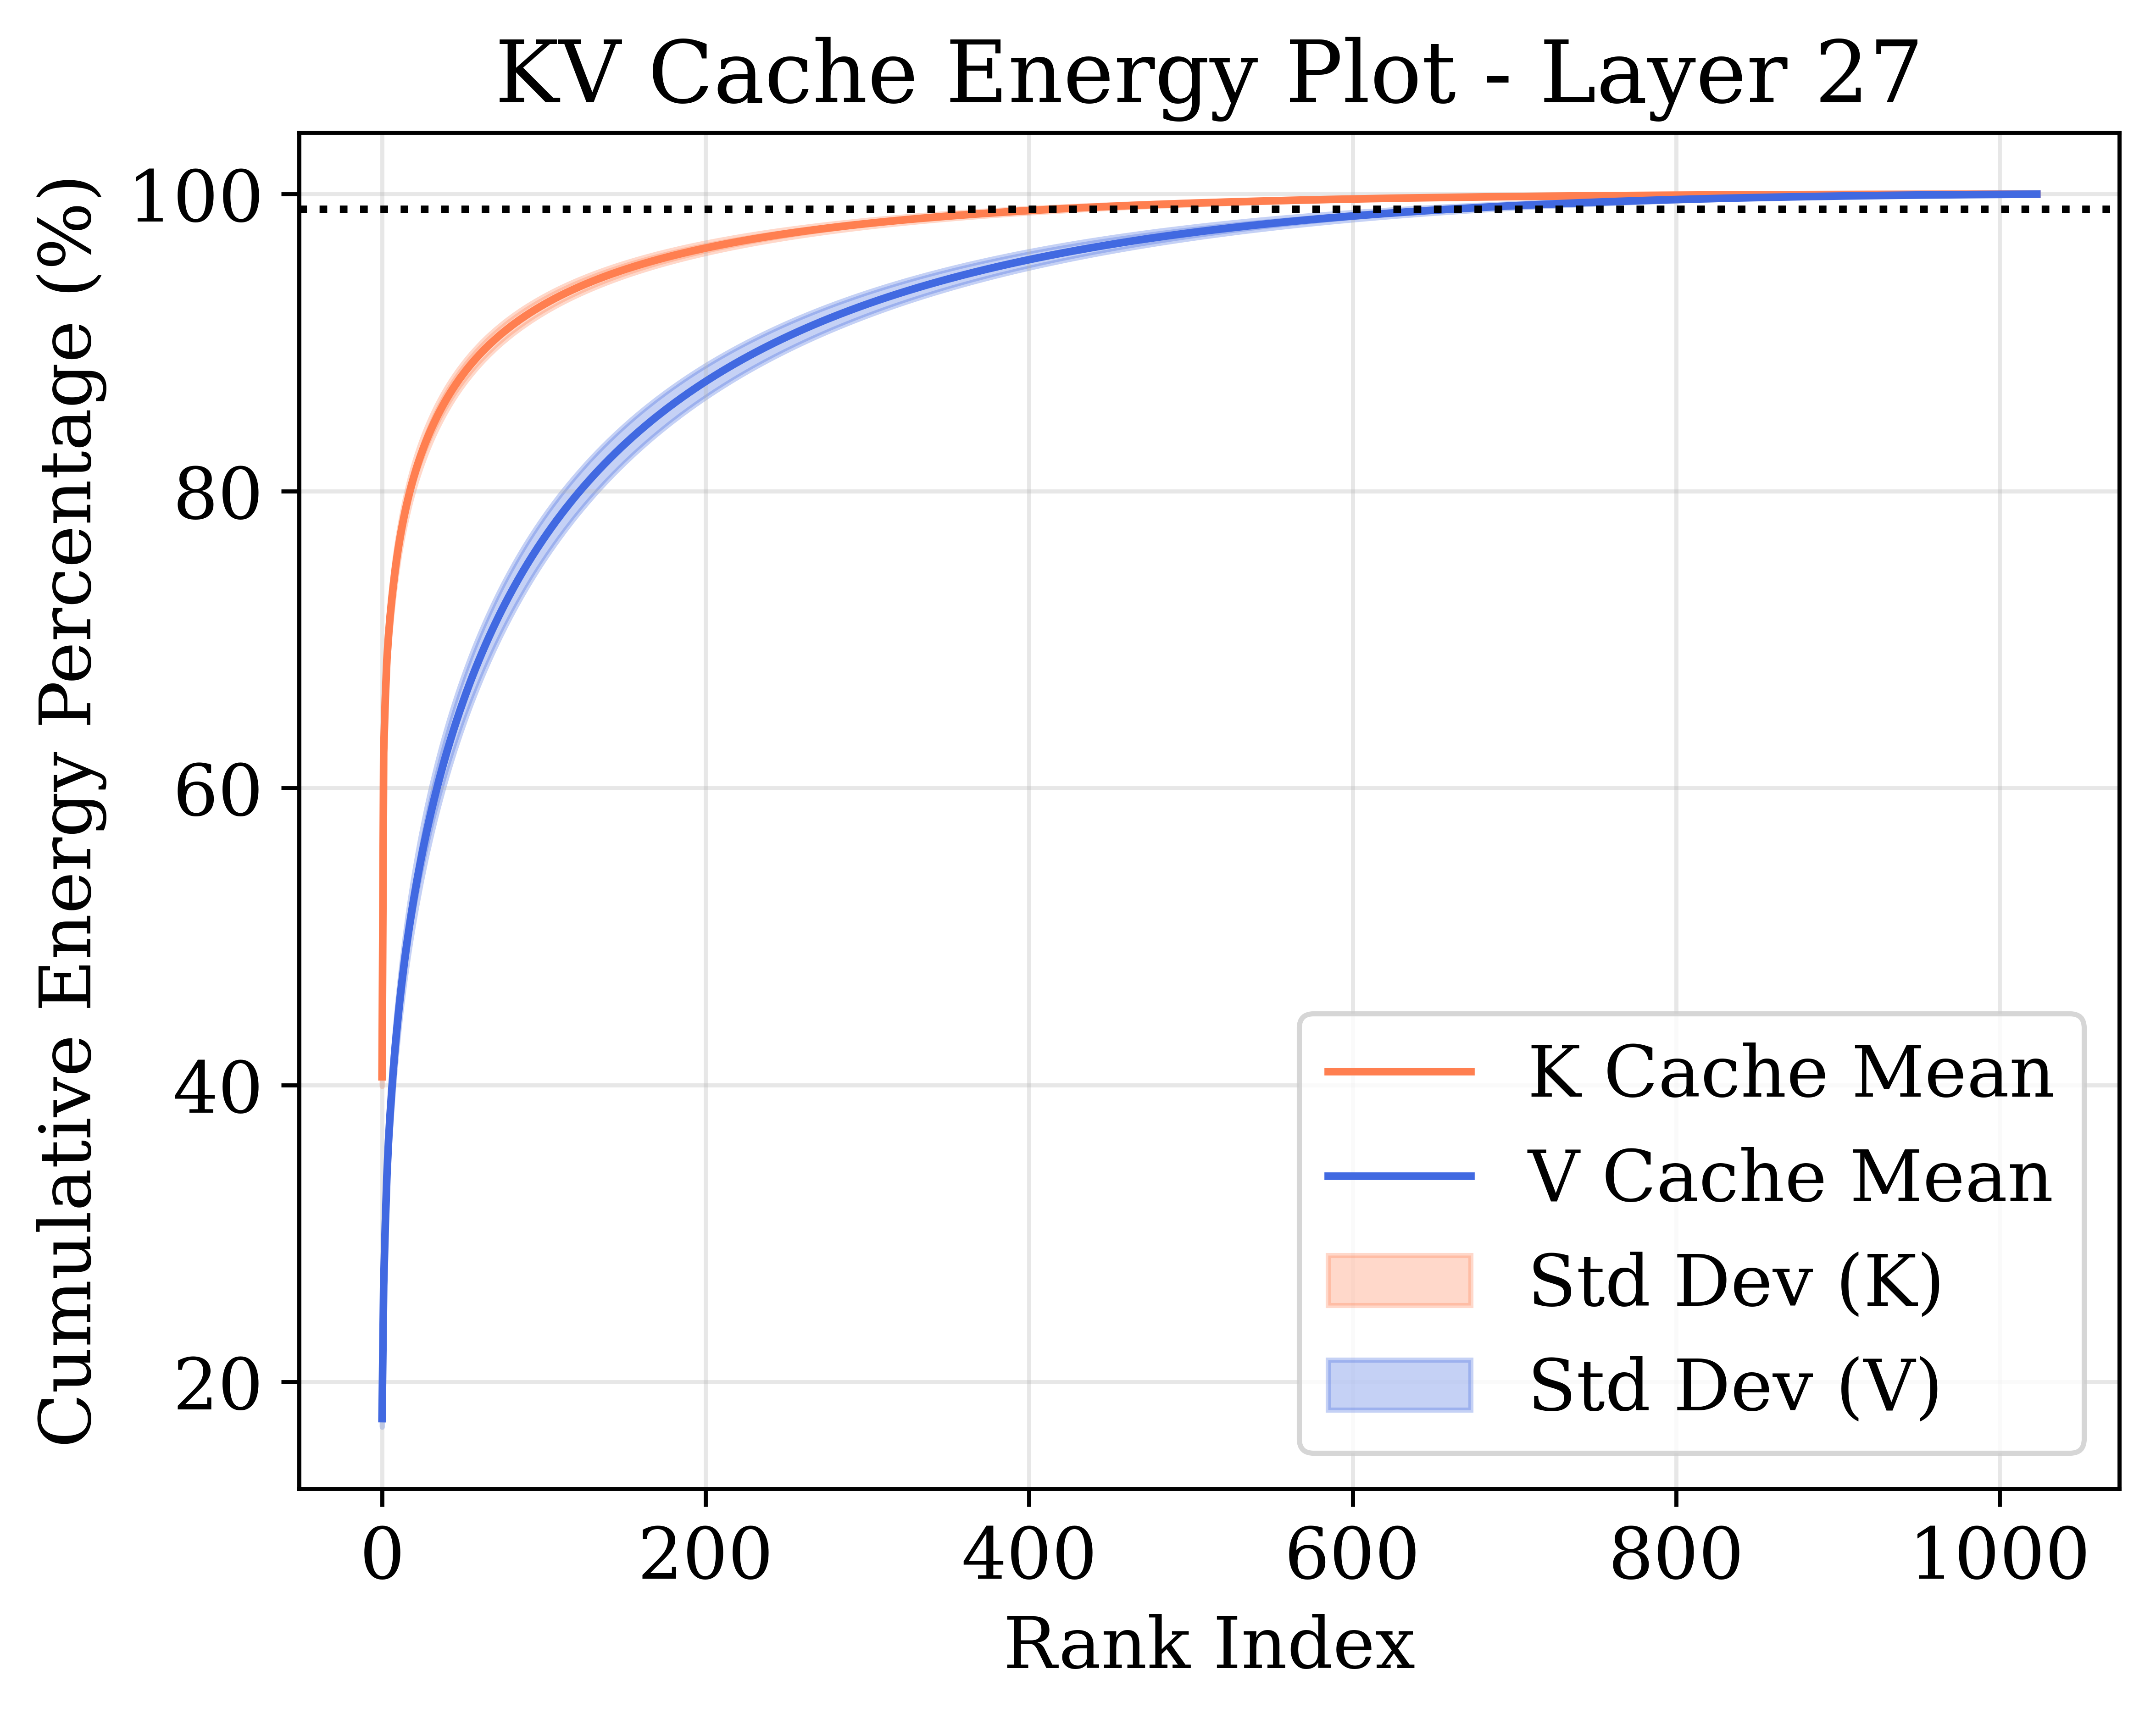 KV Cache Energy Plot - Layer 27
Cumulative Energy Percentage (%)
100
80
60
40
20
K Cache Mean
V Cache Mean
Std Dev (K)
Std Dev (V)
0 200 400 600 800 1000
Rank Index